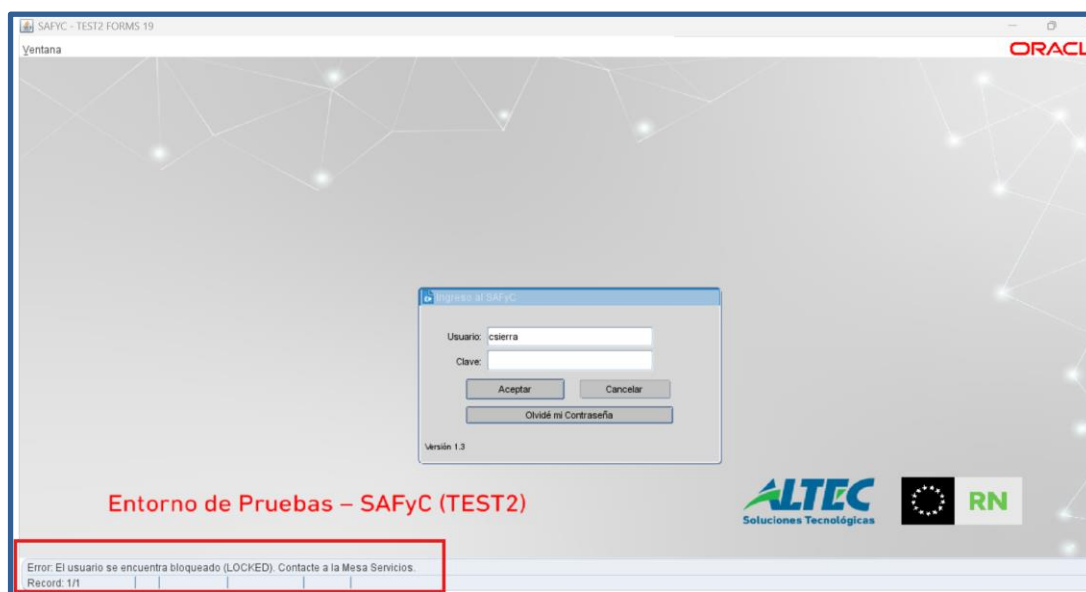 SAFYC - TEST2 FORMS 19
Ventana
ORACL
Ingreso al SAFyC
Usuario: csierra
Clave:
Aceptar Cancelar
Olvidé mi Contraseña
Versión 1.3
Entorno de Pruebas – SAFyC (TEST2)
ALTEC
Soluciones Tecnológicas
RN
Error: El usuario se encuentra bloqueado (LOCKED). Contacte a la Mesa Servicios.
Record: 1/1